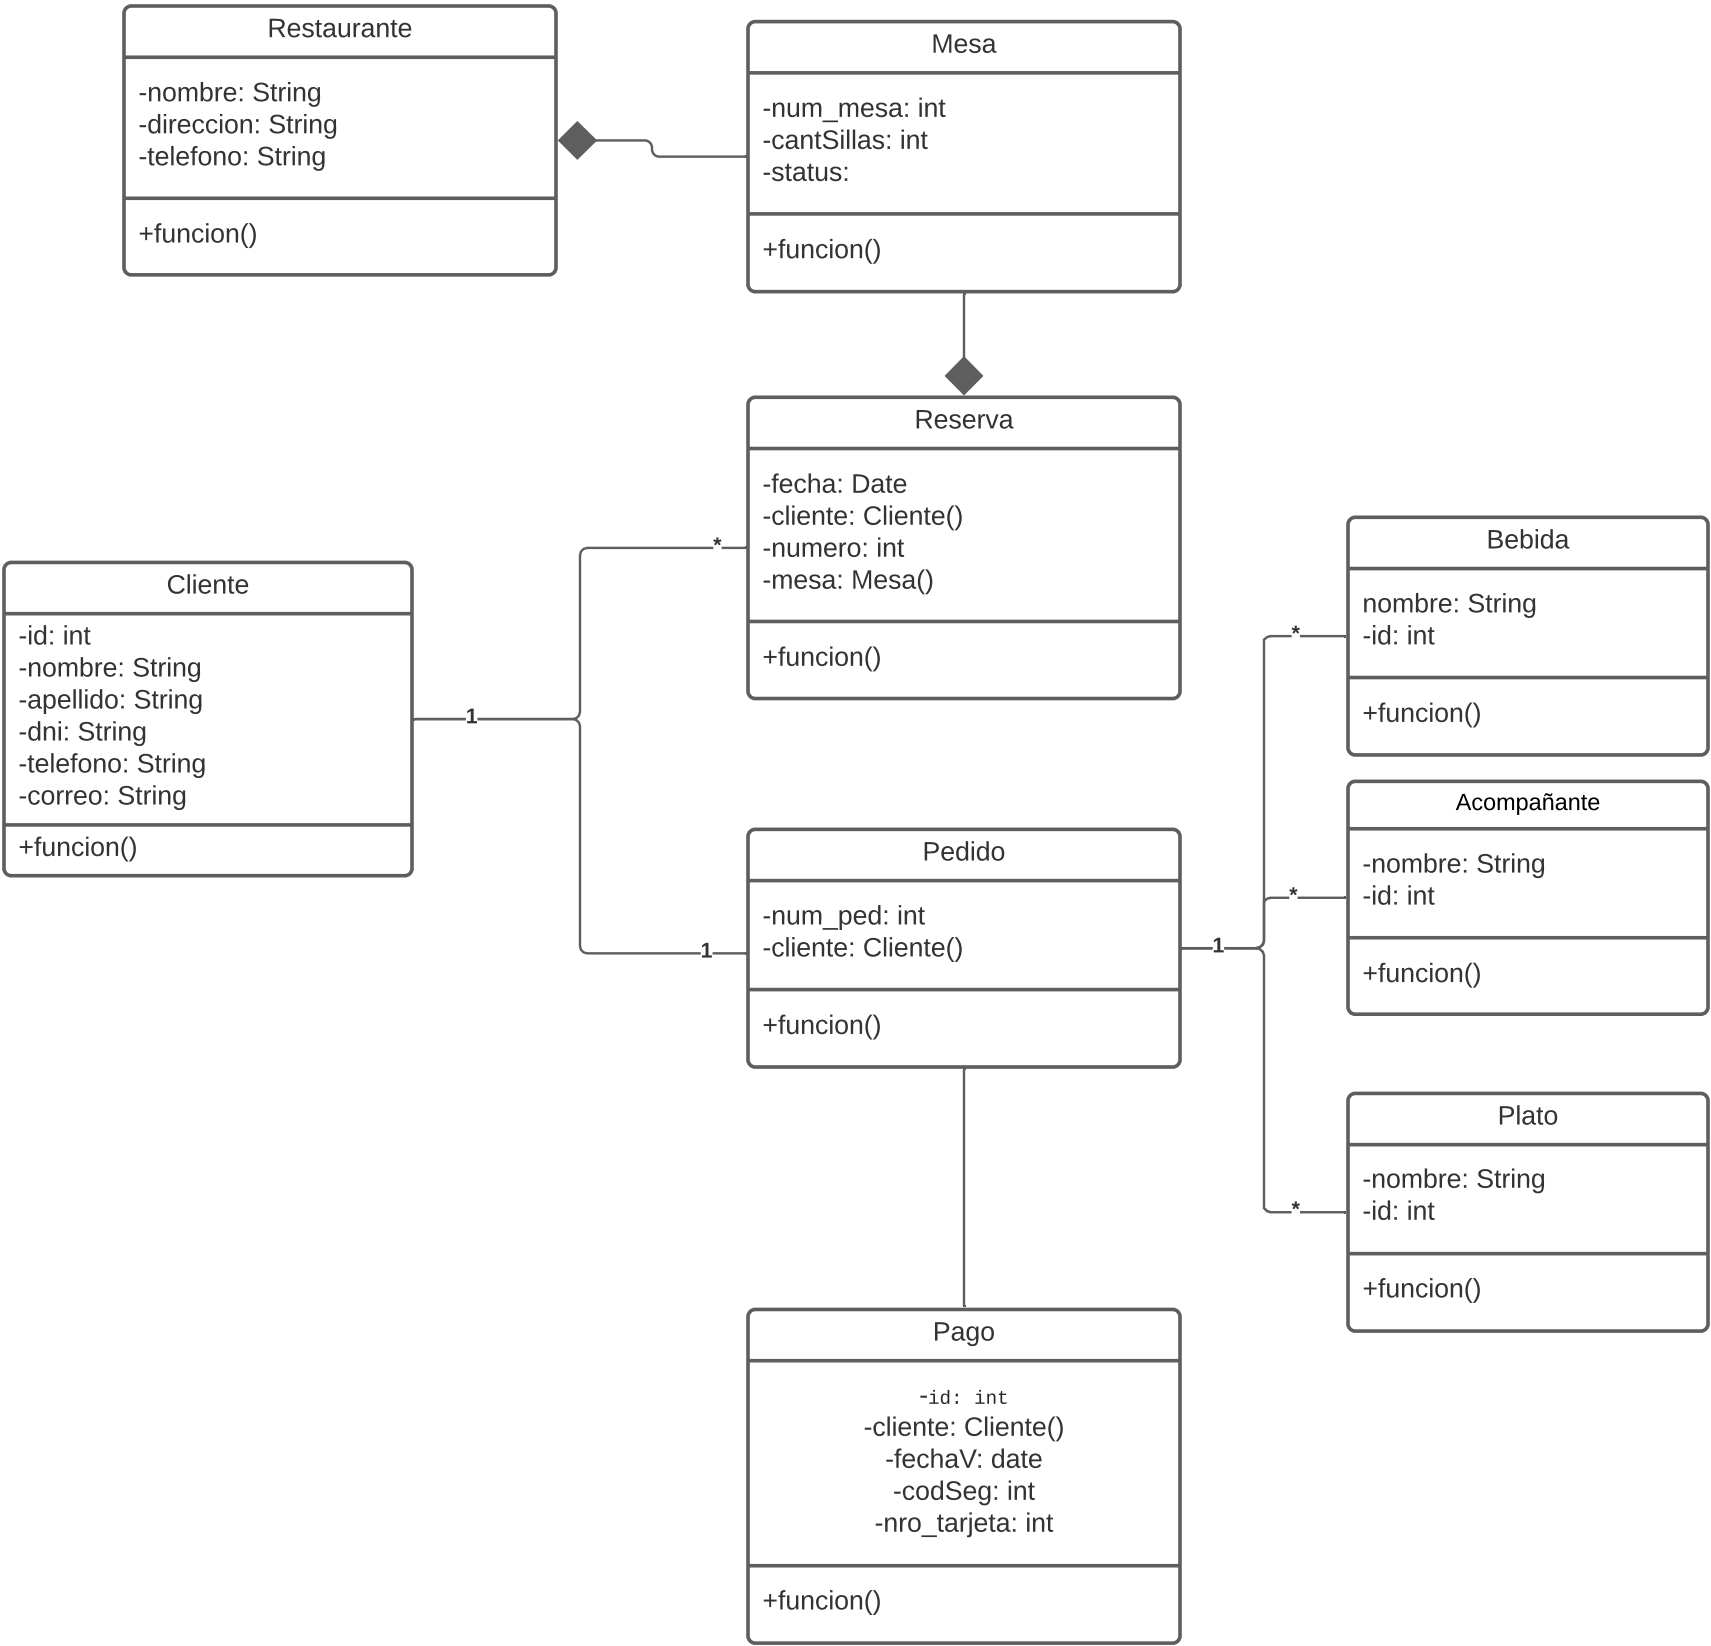 Restaurante
-nombre: String
-direccion: String
-telefono: String
+funcion()
Mesa
-num_mesa: int
-cantSillas: int
-status:
+funcion()
Reserva
-fecha: Date
-cliente: Cliente()
-numero: int
-mesa: Mesa()
+funcion()
*
Cliente
-id: int
-nombre: String
-apellido: String
-dni: String
-telefono: String
-correo: String
+funcion()
1
1
Pedido
-num_ped: int
-cliente: Cliente()
+funcion()
1
*
Bebida
nombre: String
-id: int
+funcion()
*
Acompañante
-nombre: String
-id: int
+funcion()
*
Plato
-nombre: String
-id: int
+funcion()
Pago
-id: int
-cliente: Cliente()
-fechaV: date
-codSeg: int
-nro_tarjeta: int
+funcion()